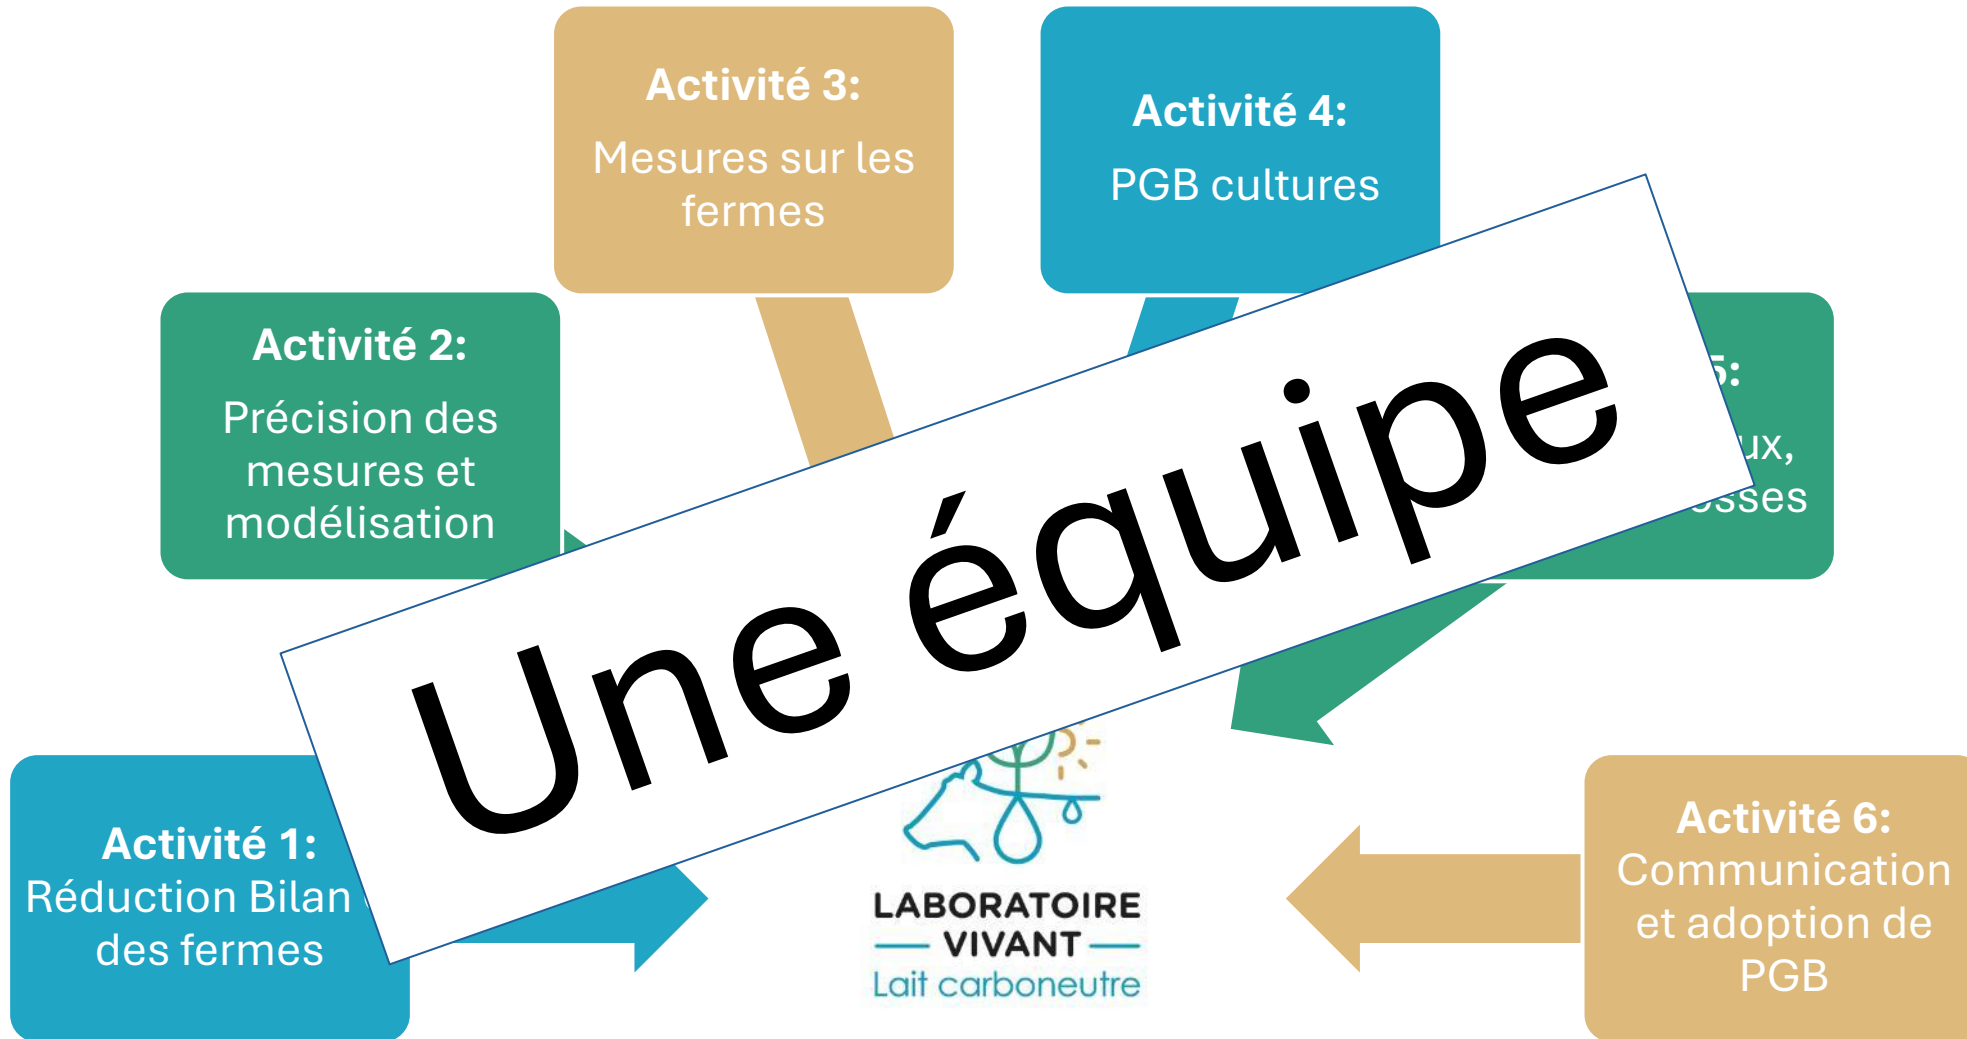 Activité 1:
Réduction Bilan
des fermes
Activité 2:
Précision des
mesures et
modélisation
Activité 3:
Mesures sur les
fermes
Activité 4:
PGB cultures
5:
Activité 6:
Communication
et adoption de
PGB
Une équipe
LABORATOIRE
VIVANT
Lait carboneutre